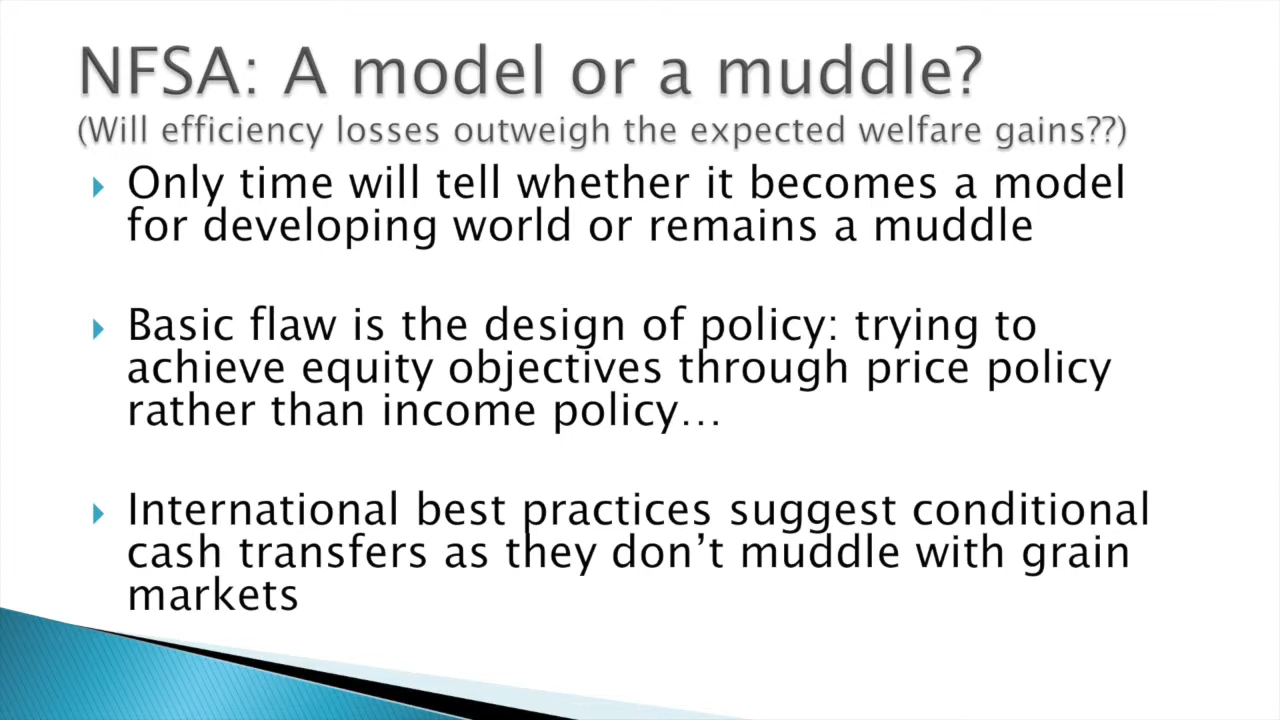 NFSA: A model or a muddle?
(Will efficiency losses outweigh the expected welfare gains??)
Only time will tell whether it becomes a model
for developing world or remains a muddle
Basic flaw is the design of policy: trying to
achieve equity objectives through price policy
rather than income policy…
International best practices suggest conditional
cash transfers as they don’t muddle with grain
markets